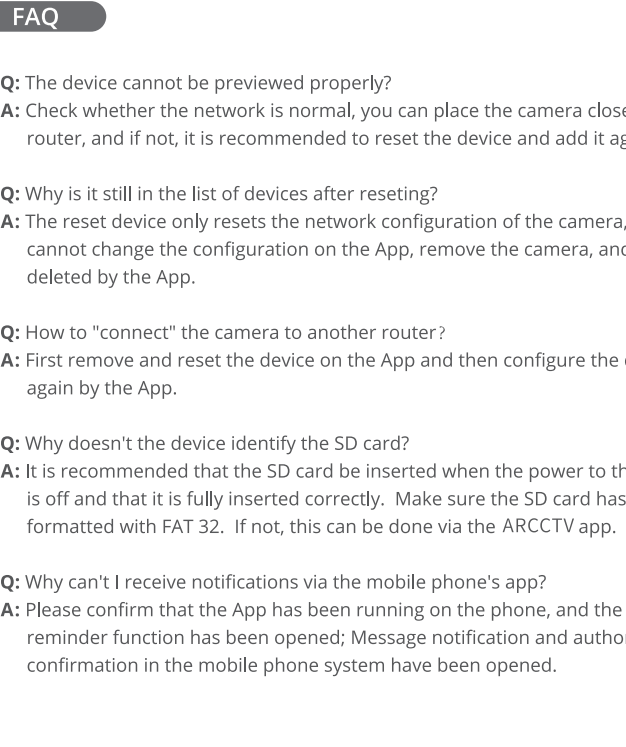 FAQ
Q: The device cannot be previewed properly?
A: Check whether the network is normal, you can place the camera close
router, and if not, it is recommended to reset the device and add it ag
Q: Why is it still in the list of devices after reseting?
A: The reset device only resets the network configuration of the camera,
cannot change the configuration on the App, remove the camera, and
deleted by the App.
Q: How to "connect" the camera to another router?
A: First remove and reset the device on the App and then configure the
again by the App.
Q: Why doesn't the device identify the SD card?
A: It is recommended that the SD card be inserted when the power to th
is off and that it is fully inserted correctly. Make sure the SD card has
formatted with FAT 32. If not, this can be done via the ARCCTV app.
Q: Why can't I receive notifications via the mobile phone's app?
A: Please confirm that the App has been running on the phone, and the
reminder function has been opened; Message notification and author
confirmation in the mobile phone system have been opened.